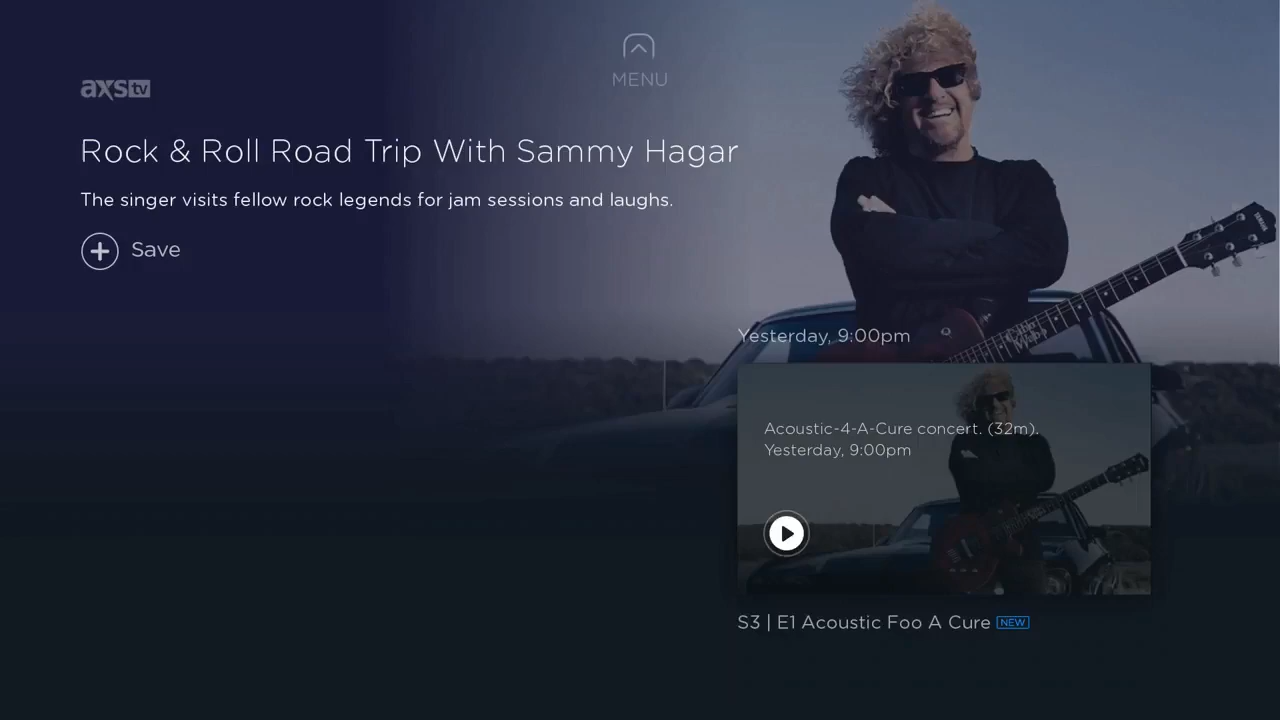 MENU
axs tv
Rock & Roll Road Trip With Sammy Hagar
The singer visits fellow rock legends for jam sessions and laughs.
Save
Yesterday, 9:00pm
Acoustic-4-A-Cure concert. (32m).
Yesterday, 9:00pm
S3 | E1 Acoustic Foo A Cure NEW
YAMAHA